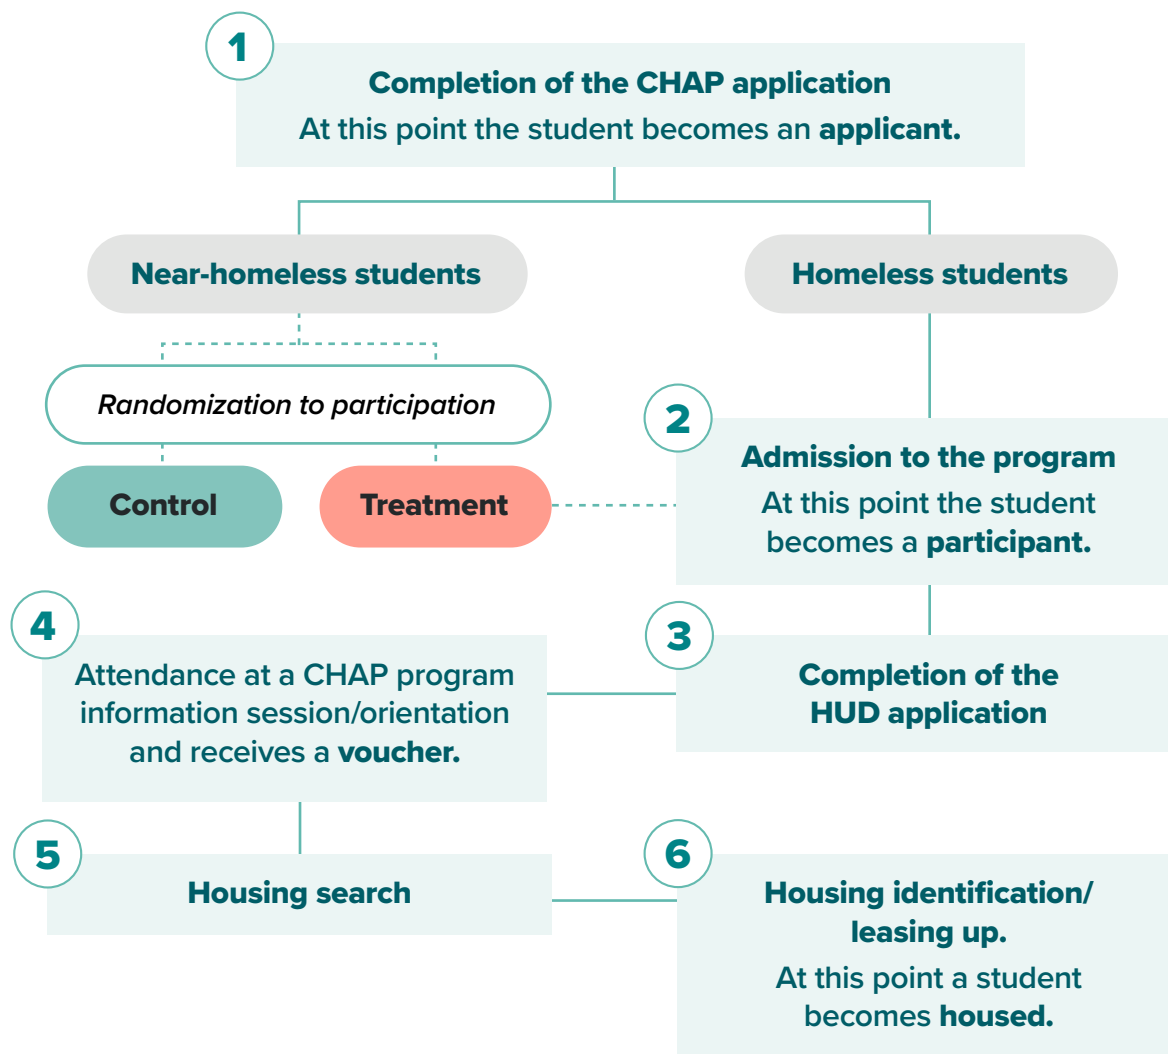 1
Completion of the CHAP application
At this point the student becomes an applicant.
Near-homeless students
Homeless students
Randomization to participation
Control
Treatment
2
Admission to the program
At this point the student
becomes a participant.
3
Completion of the
HUD application
4
Attendance at a CHAP program
information session/orientation
and receives a voucher.
5
Housing search
6
Housing identification/
leasing up.
At this point a student
becomes housed.